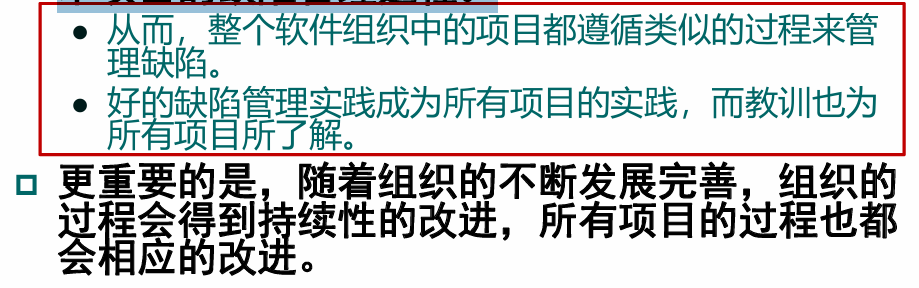 从而，整个软件组织中的项目都遵循类似的过程来管
理缺陷。
好的缺陷管理实践成为所有项目的实践，而教训也为
所有项目所了解。
更重要的是，随着组织的不断发展完善，组织的
过程会得到持续性的改进，所有项目的过程也都
会相应的改进。